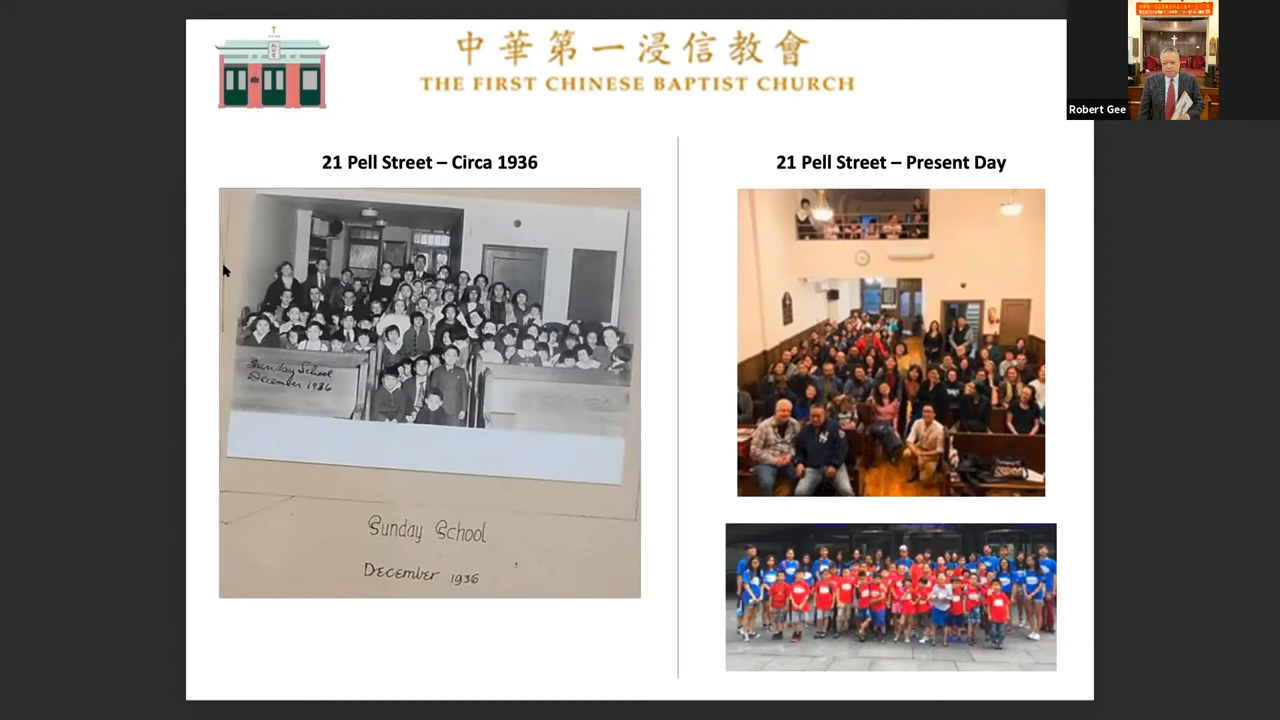 中華第一浸信教會
THE FIRST CHINESE BAPTIST CHURCH
Robert Gee
21 Pell Street – Circa 1936
Sunday School
December 1936
Sunday School
December 1936
21 Pell Street – Present Day